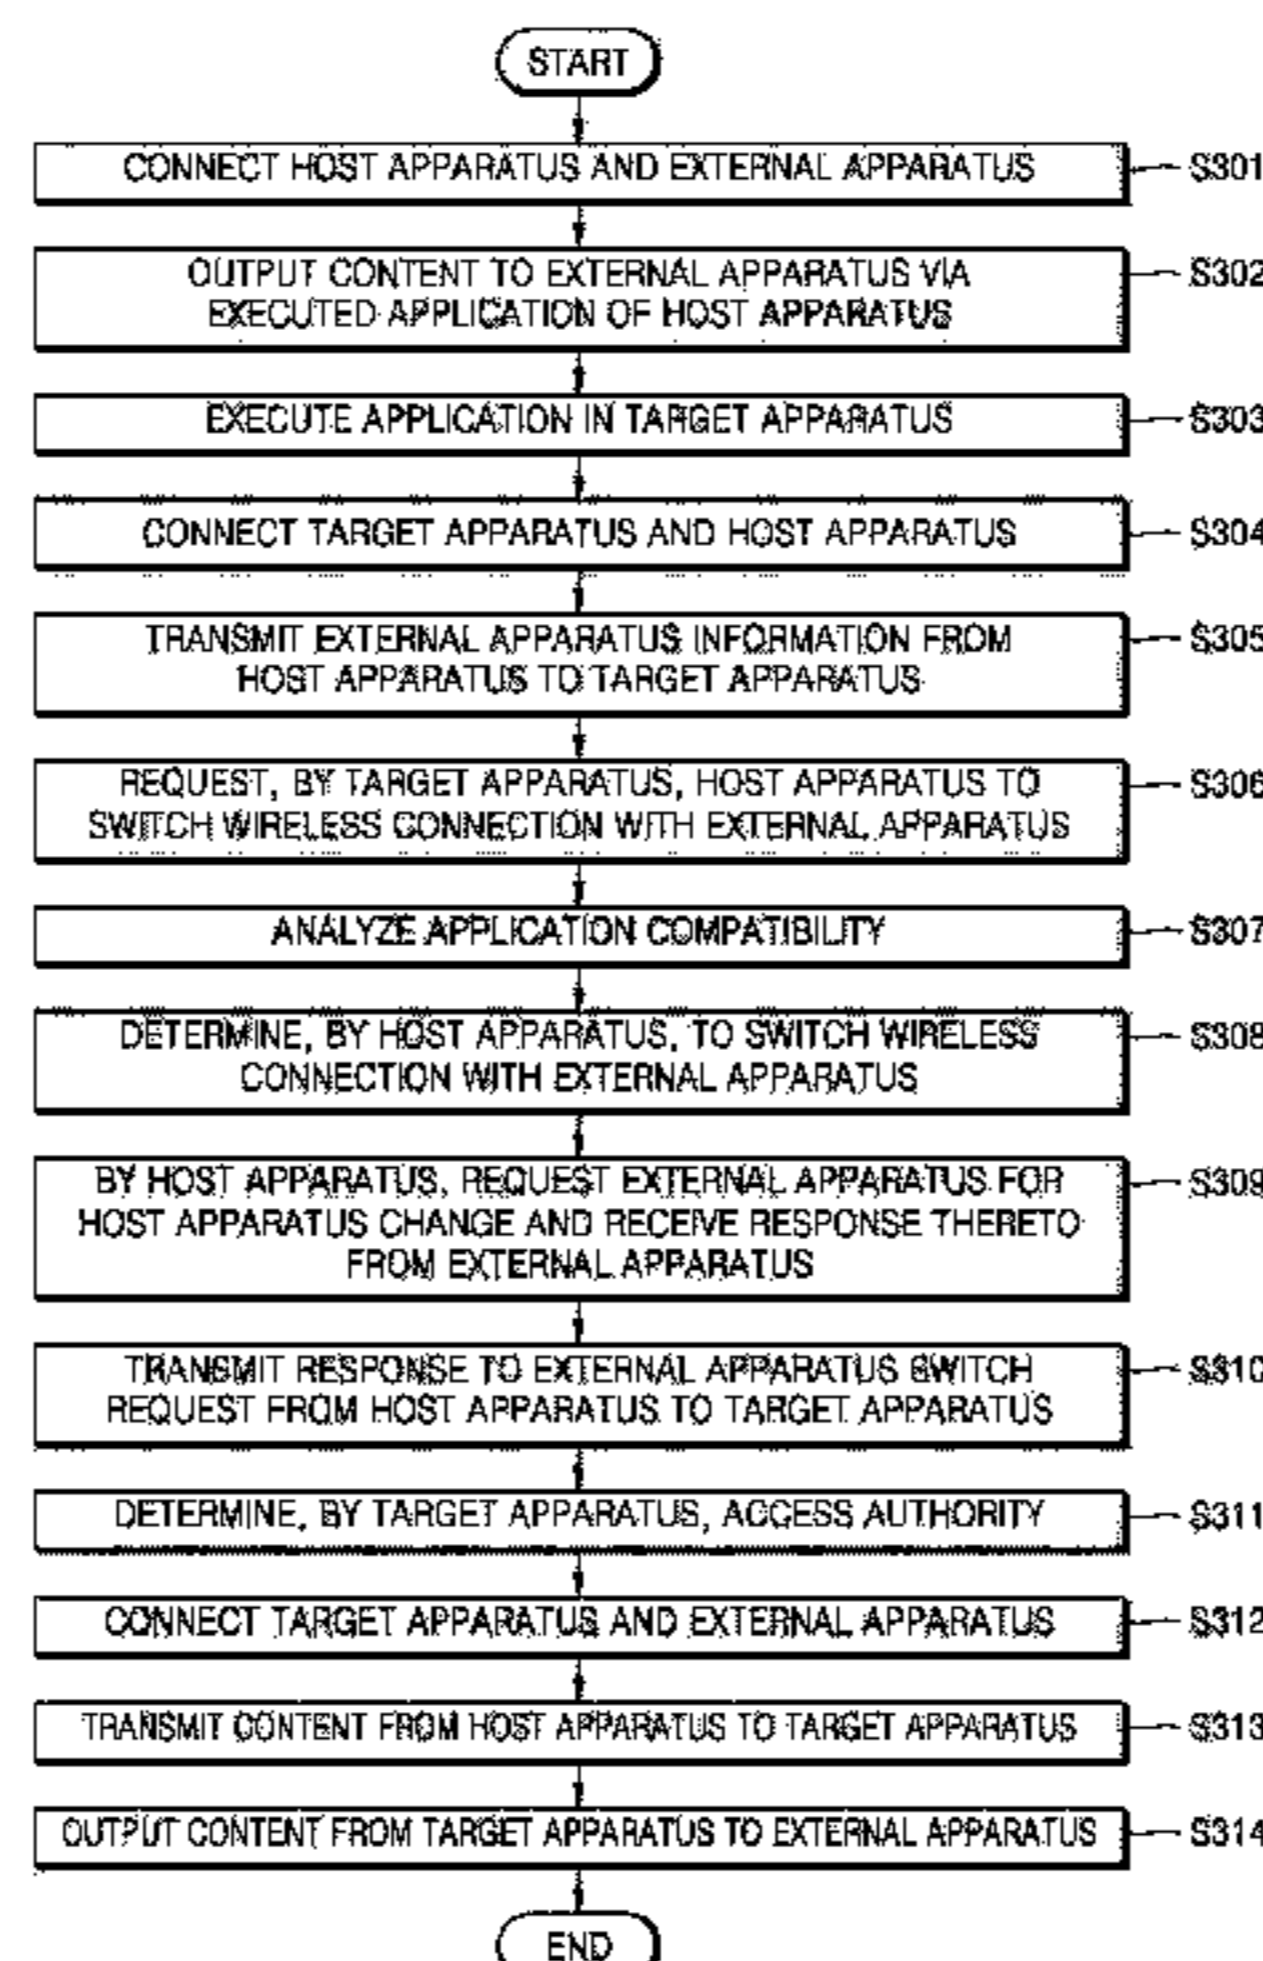 START
CONNECT HOST APPARATUS AND EXTERNAL APPARATUS
S301
OUTPUT CONTENT TO EXTERNAL APPARATUS VIA
EXECUTED APPLICATION OF HOST APPARATUS
S302
EXECUTE APPLICATION IN TARGET APPARATUS
S303
CONNECT TARGET APPARATUS AND HOST APPARATUS
S304
TRANSMIT EXTERNAL APPARATUS INFORMATION FROM
HOST APPARATUS TO TARGET APPARATUS
S305
REQUEST, BY TARGET APPARATUS, HOST APPARATUS TO
SWITCH WIRELESS CONNECTION WITH EXTERNAL APPARATUS
S306
ANALYZE APPLICATION COMPATIBILITY
S307
DETERMINE, BY HOST APPARATUS, TO SWITCH WIRELESS
CONNECTION WITH EXTERNAL APPARATUS
S308
BY HOST APPARATUS, REQUEST EXTERNAL APPARATUS FOR
HOST APPARATUS CHANGE AND RECEIVE RESPONSE THERETO
FROM EXTERNAL APPARATUS
S309
TRANSMIT RESPONSE TO EXTERNAL APPARATUS SWITCH
REQUEST FROM HOST APPARATUS TO TARGET APPARATUS
S310
DETERMINE, BY TARGET APPARATUS, ACCESS AUTHORITY
S311
CONNECT TARGET APPARATUS AND EXTERNAL APPARATUS
S312
TRANSMIT CONTENT FROM HOST APPARATUS TO TARGET APPARATUS
S313
OUTPUT CONTENT FROM TARGET APPARATUS TO EXTERNAL APPARATUS
S314
END